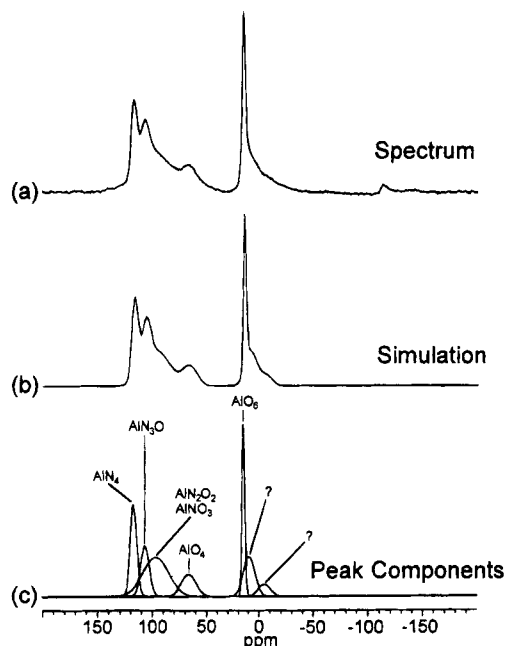 Spectrum
(a)
Simulation
(b)
AlO₆
AlN₃O
AlN₄
AlN₂O₂
AlNO₃
?
AlO₄
?
Peak Components
(c)
150 100 50 0 -50 -100 -150
ppm